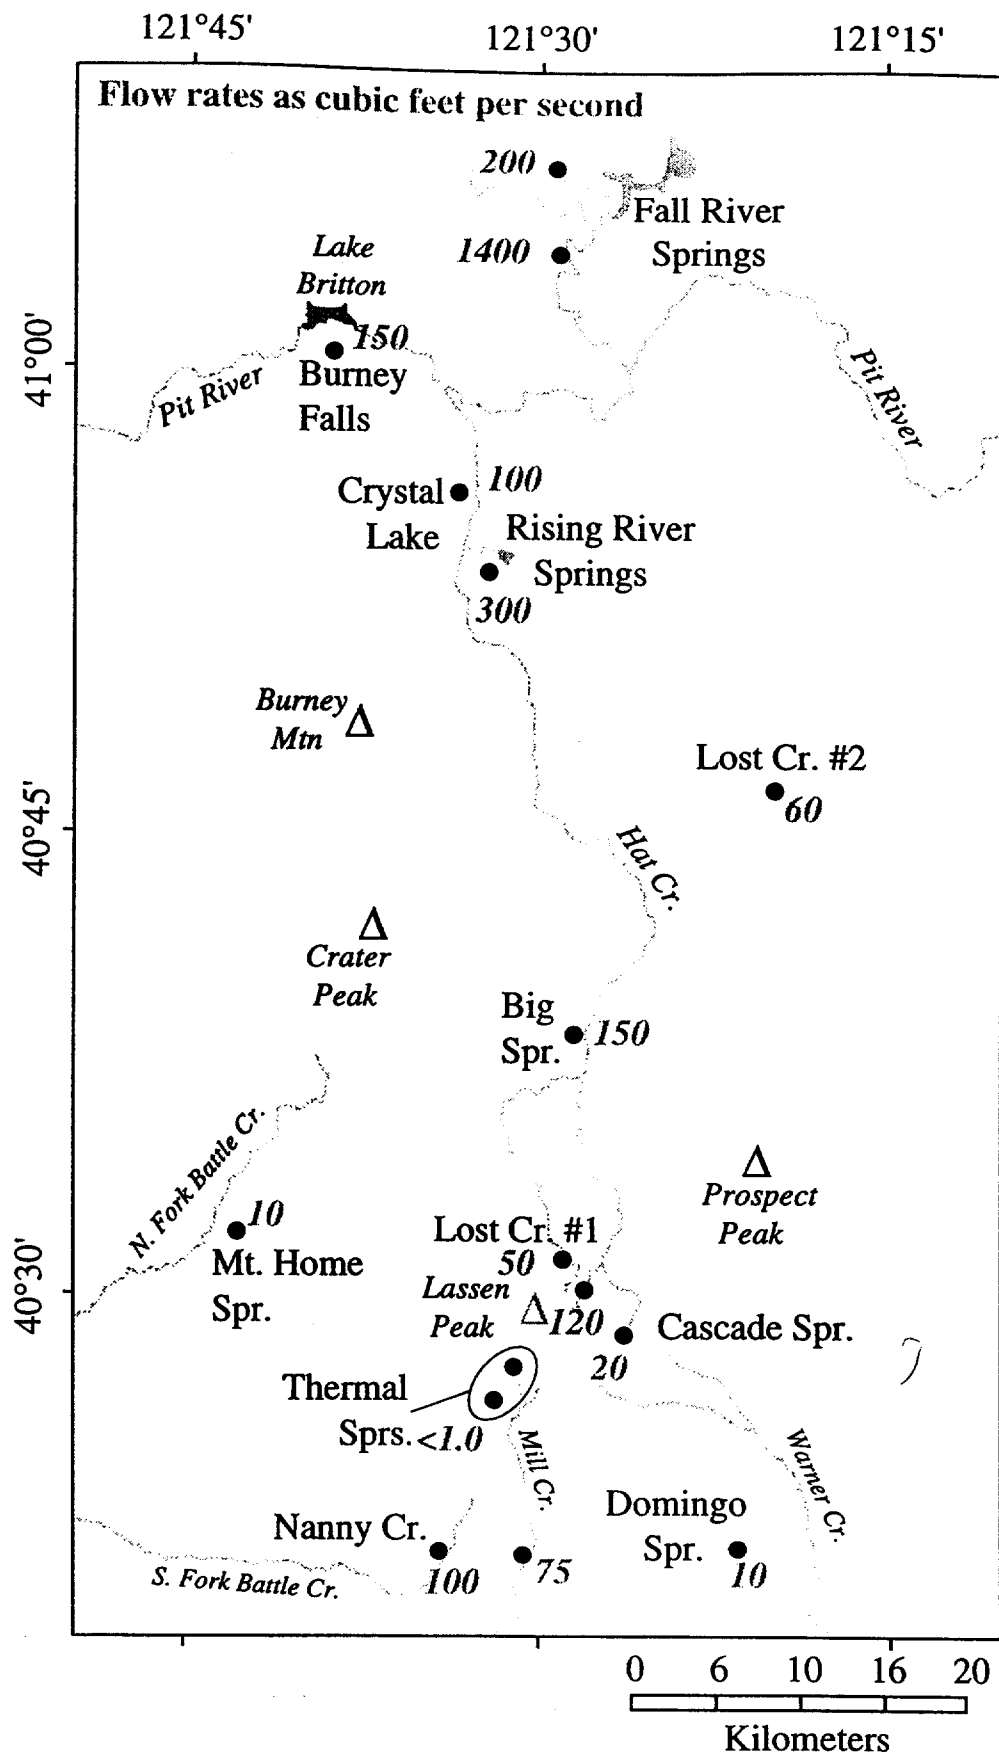 121°45'
121°30'
121°15'
Flow rates as cubic feet per second
200
Fall River
Springs
1400
Lake
Britton
150
41°00'
Burney
Falls
Pit River
Pit River
Crystal
Lake
100
Rising River
Springs
300
Burney
Mtn
Lost Cr. #2
60
40°45'
Hat Cr.
Crater
Peak
Big
Spr.
150
N. Fork Battle Cr.
Prospect
Peak
10
Mt. Home
Spr.
Lost Cr. #1
50
40°30'
Lassen
Peak
120
Cascade Spr.
20
Thermal
Sprs.
<1.0
Mill Cr.
Warner Cr.
Domingo
Spr.
10
Nanny Cr.
100
75
S. Fork Battle Cr.
0 6 10 16 20
Kilometers